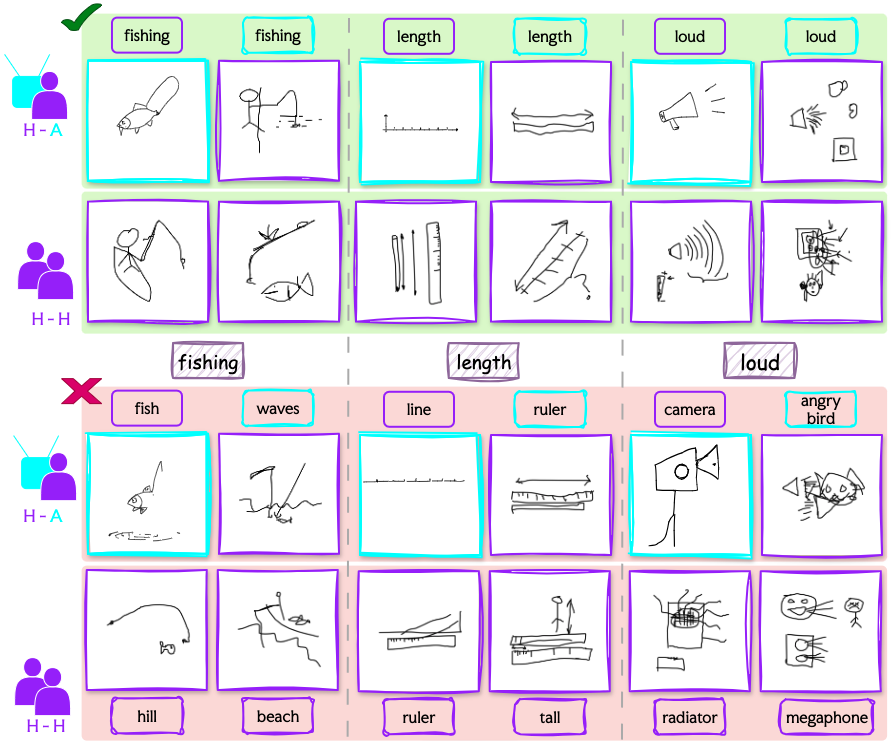 fishing
fishing
length
length
loud
loud
H-A
H-H
fishing
length
loud
fish
waves
line
ruler
camera
angry
bird
H-A
H-H
hill
beach
ruler
tall
radiator
megaphone